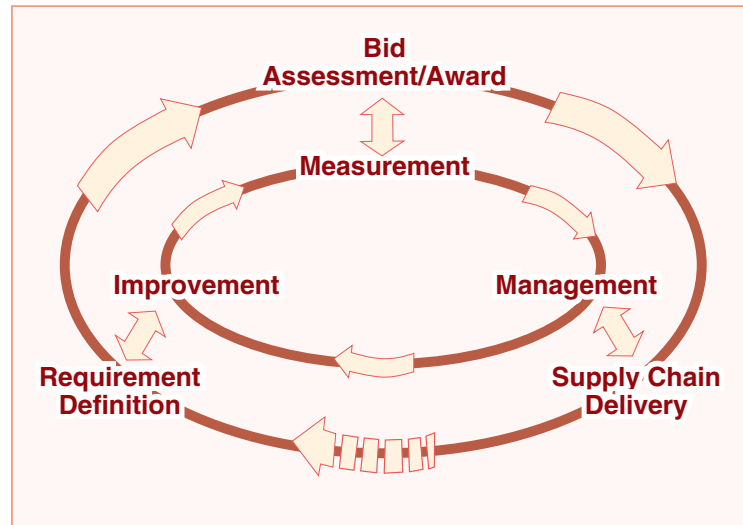 Bid
Assessment/Award
Measurement
Improvement
Management
Requirement
Definition
Supply Chain
Delivery